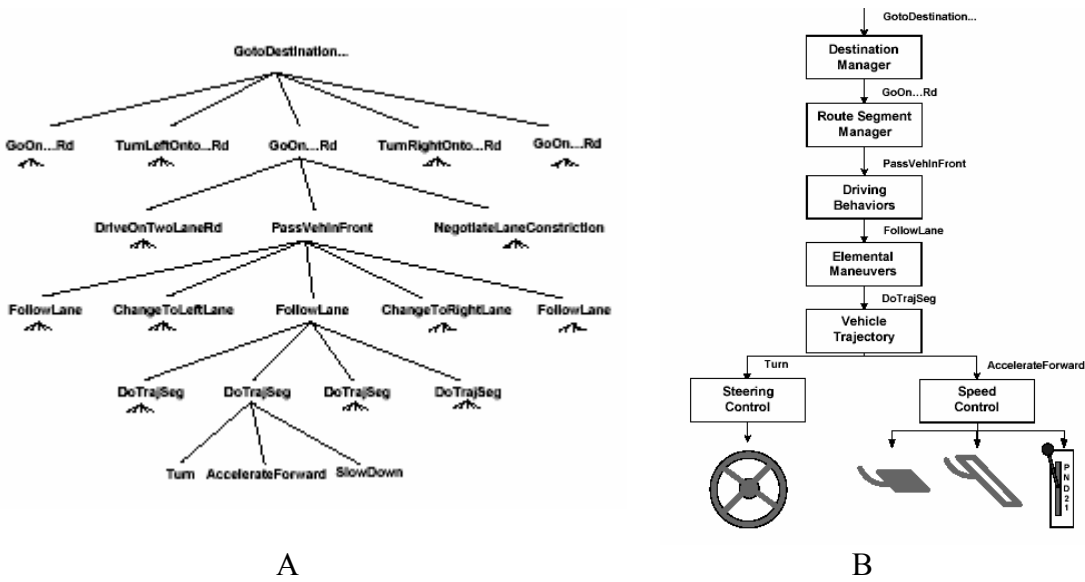 GotoDestination...
GoOn...Rd TurnLeftOnto...Rd GoOn...Rd TurnRightOnto...Rd GoOn...Rd
DriveOnTwoLaneRd PassVehInFront NegotiateLaneConstriction
FollowLane ChangeToLeftLane FollowLane ChangeToRightLane FollowLane
DoTrajSeg DoTrajSeg DoTrajSeg DoTrajSeg
Turn AccelerateForward SlowDown
A
GotoDestination...
Destination
Manager
GoOn...Rd
Route Segment
Manager
PassVehInFront
Driving
Behaviors
FollowLane
Elemental
Maneuvers
DoTrajSeg
Vehicle
Trajectory
Turn AccelerateForward
Steering
Control
Speed
Control
P
N
D
2
1
B